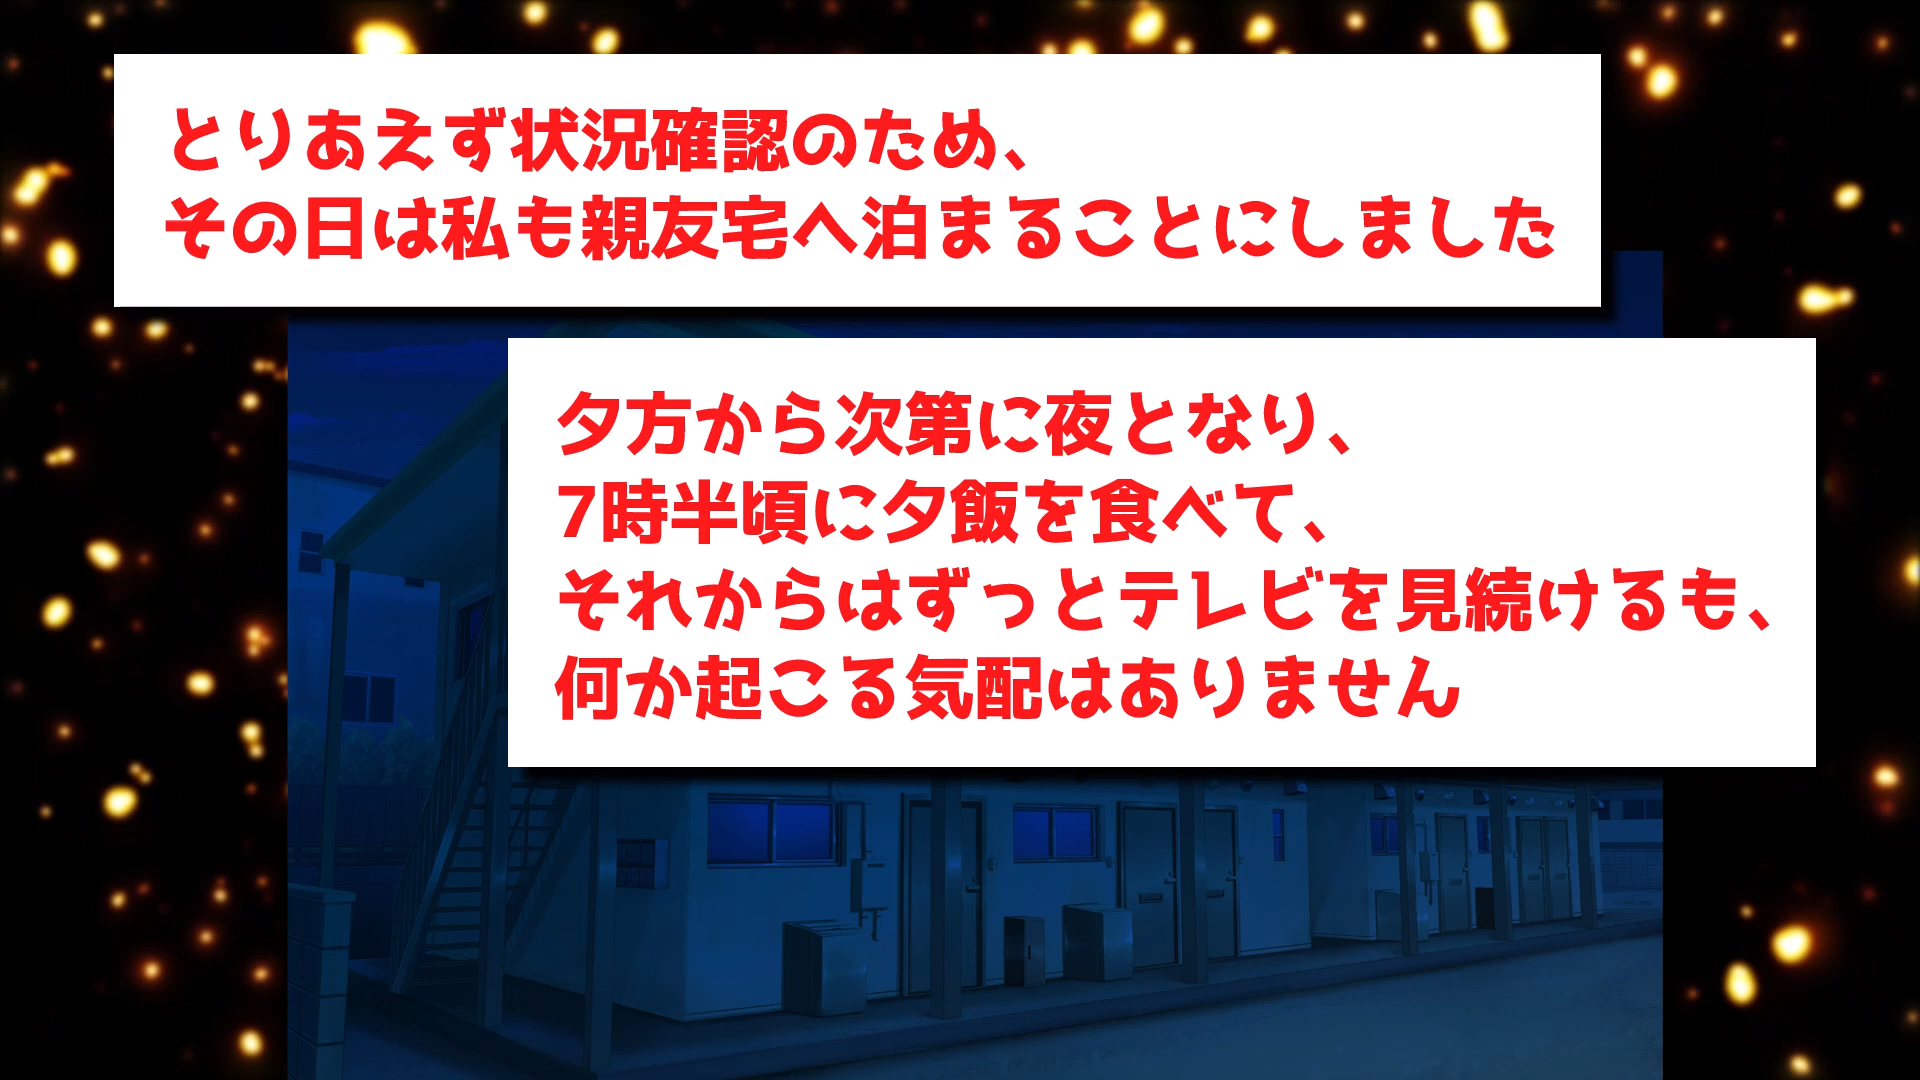 とりあえず状況確認のため、
その日は私も親友宅へ泊まることにしました
夕方から次第に夜となり、
7時半頃に夕飯を食べて、
それからはずっとテレビを見続けるも、
何か起こる気配はありません